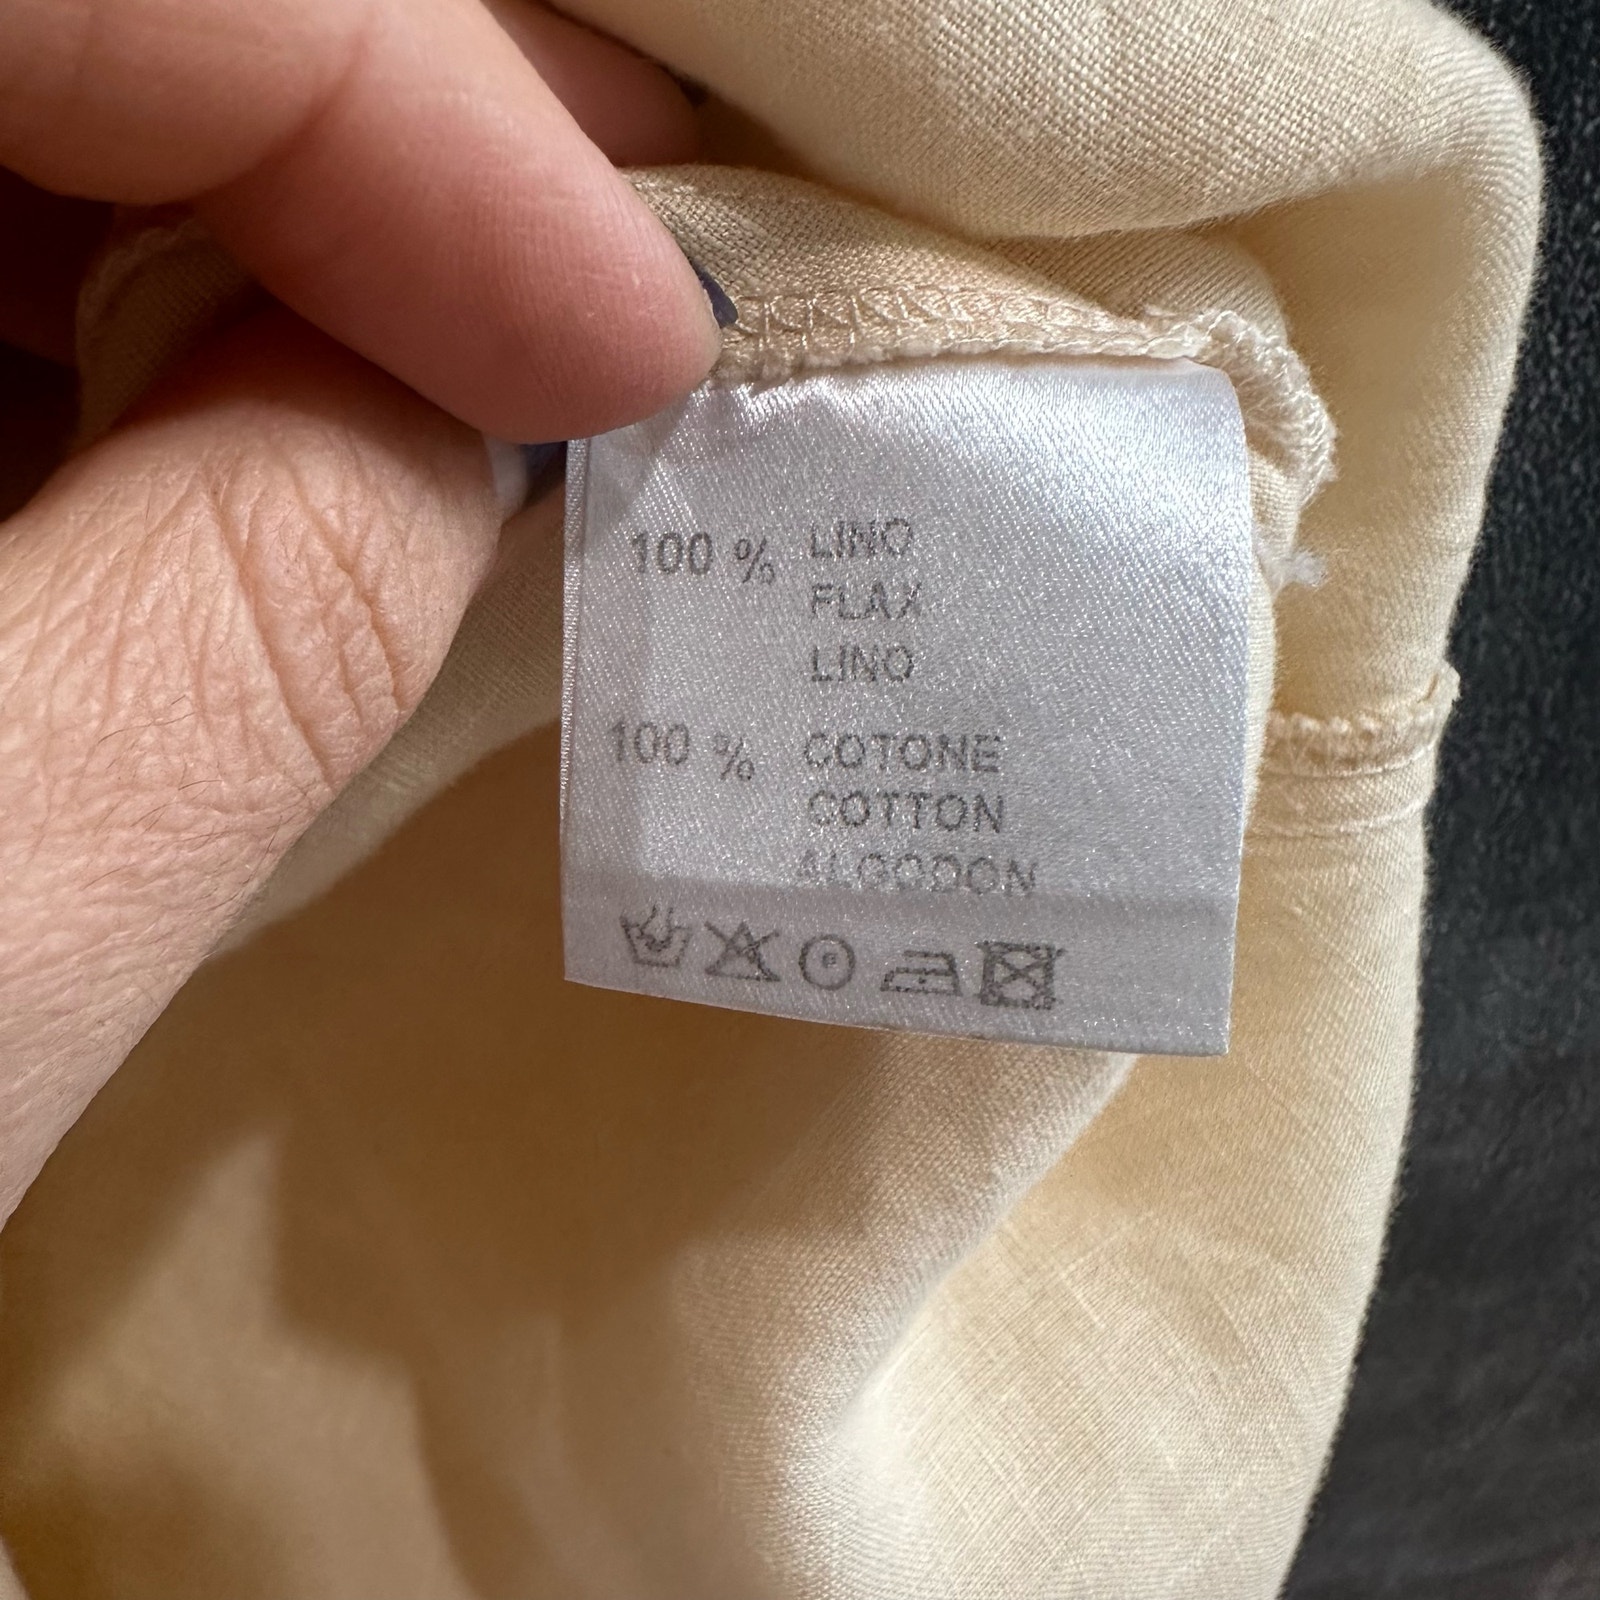 100 % LINO
FLAX
LINO
100 % COTONE
COTTON
ALGODON
P